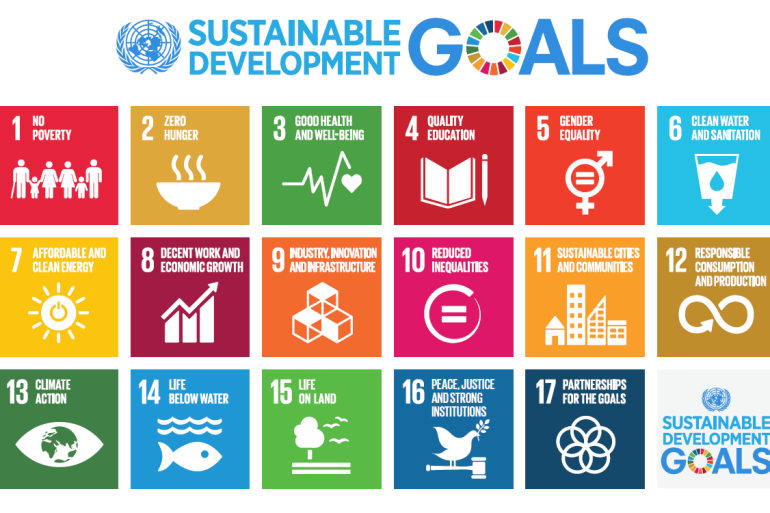 SUSTAINABLE
DEVELOPMENT
GOALS
1 NO
POVERTY
2 ZERO
HUNGER
3 GOOD HEALTH
AND WELL-BEING
4 QUALITY
EDUCATION
5 GENDER
EQUALITY
6 CLEAN WATER
AND SANITATION
7 AFFORDABLE AND
CLEAN ENERGY
8 DECENT WORK AND
ECONOMIC GROWTH
9 INDUSTRY, INNOVATION
AND INFRASTRUCTURE
10 REDUCED
INEQUALITIES
11 SUSTAINABLE CITIES
AND COMMUNITIES
12 RESPONSIBLE
CONSUMPTION
AND PRODUCTION
13 CLIMATE
ACTION
14 LIFE
BELOW WATER
15 LIFE
ON LAND
16 PEACE, JUSTICE
AND STRONG
INSTITUTIONS
17 PARTNERSHIPS
FOR THE GOALS
SUSTAINABLE
DEVELOPMENT
GOALS